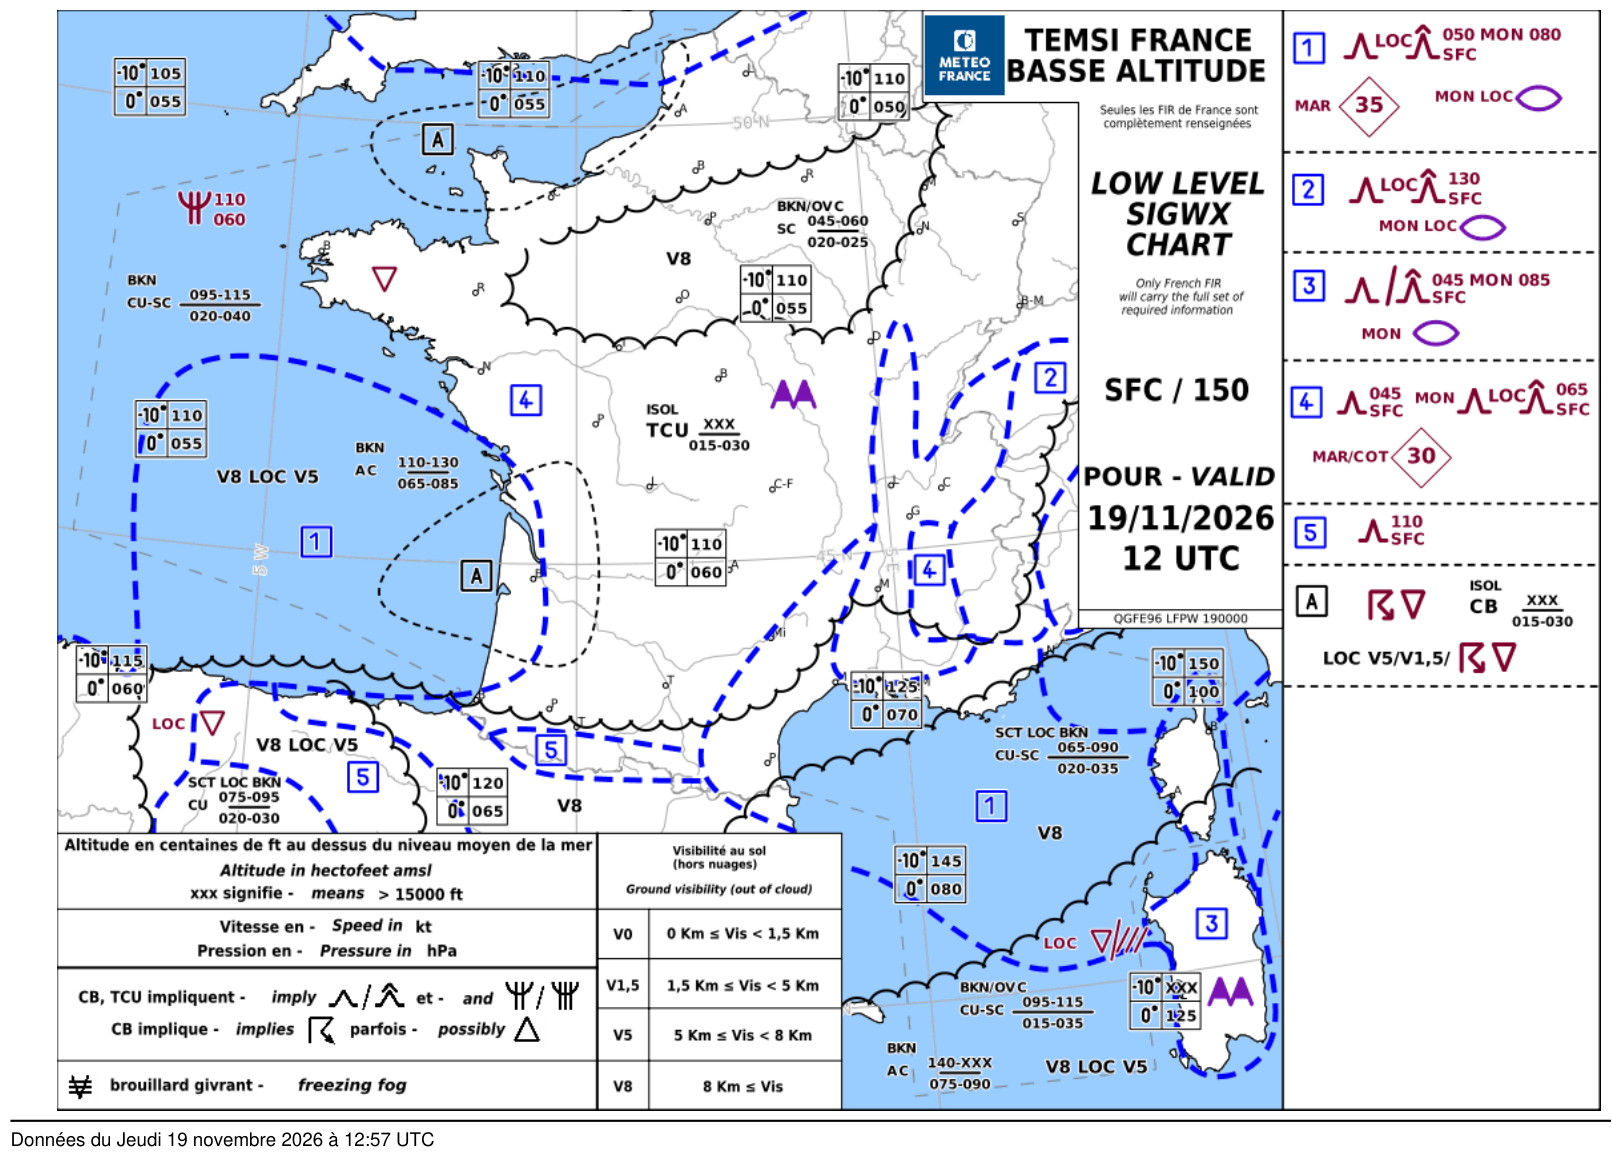 METEO
FRANCE
TEMSI FRANCE
BASSE ALTITUDE
Seules les FIR de France sont
complètement renseignées
LOW LEVEL
SIGWX
CHART
Only French FIR
will carry the full set of
required information
SFC / 150
POUR - VALID
19/11/2026
12 UTC
QGFE96 LFPW 190000
1
LOC
050 MON 080
SFC
MAR
35
MON LOC
2
LOC
130
SFC
MON LOC
3
045 MON 085
SFC
MON
4
045
SFC
MON
LOC
065
SFC
MAR/COT
30
5
110
SFC
A
ISOL
CB
XXX
015-030
LOC V5/V1,5/
-10° 105
0° 055
-10° 110
0° 055
-10° 110
0° 050
A
50°N
110
060
BKN
CU-SC
095-115
020-040
BKN/OVC
SC
045-060
020-025
V8
-10° 110
0° 055
4
2
ISOL
TCU
XXX
015-030
-10° 110
0° 055
BKN
AC
110-130
065-085
V8 LOC V5
1
5°W
A
-10° 110
0° 060
45°N
4
-10° 115
0° 060
-10° 125
0° 070
-10° 150
0° 100
LOC
V8 LOC V5
5
5
SCT LOC BKN
CU
075-095
020-030
-10° 120
0° 065
V8
SCT LOC BKN
CU-SC
065-090
020-035
1
V8
-10° 145
0° 080
3
LOC
BKN/OVC
CU-SC
095-115
015-035
-10° XXX
0° 125
BKN
AC
140-XXX
075-090
V8 LOC V5
Altitude en centaines de ft au dessus du niveau moyen de la mer
Altitude in hectofeet amsl
xxx signifie - means > 15000 ft
Vitesse en - Speed in kt
Pression en - Pressure in hPa
CB, TCU impliquent - imply / et - and /
CB implique - implies parfois - possibly
brouillard givrant - freezing fog
Visibilité au sol
(hors nuages)
Ground visibility (out of cloud)
V0 0 Km ≤ Vis < 1,5 Km
V1,5 1,5 Km ≤ Vis < 5 Km
V5 5 Km ≤ Vis < 8 Km
V8 8 Km ≤ Vis
Données du Jeudi 19 novembre 2026 à 12:57 UTC